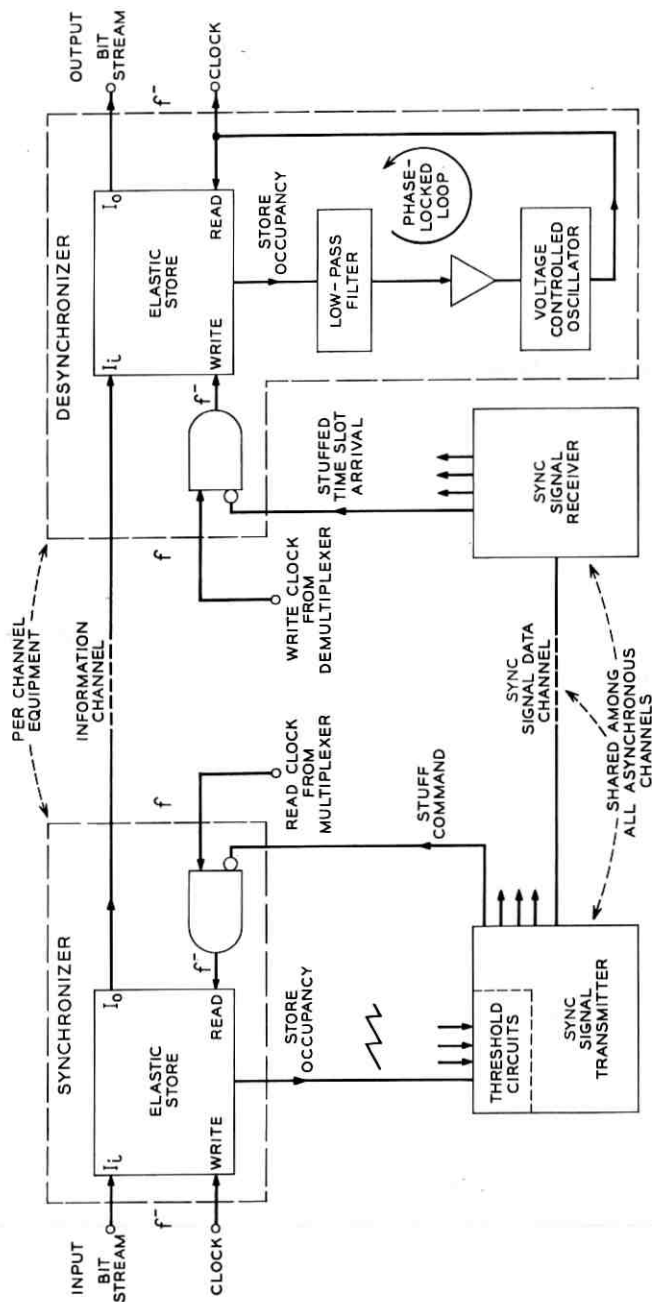 PER CHANNEL
EQUIPMENT
SYNCHRONIZER
INPUT
BIT
STREAM
f⁻
CLOCK
Ii
Io
ELASTIC
STORE
WRITE
READ
f⁻
f
READ CLOCK
FROM
MULTIPLEXER
STORE
OCCUPANCY
STUFF
COMMAND
THRESHOLD
CIRCUITS
SYNC
SIGNAL
TRANSMITTER
INFORMATION
CHANNEL
SYNC
SIGNAL DATA
CHANNEL
SHARED AMONG
ALL ASYNCHRONOUS
CHANNELS
DESYNCHRONIZER
f
WRITE CLOCK
FROM
DEMULTIPLEXER
f⁻
Ii
Io
ELASTIC
STORE
WRITE
READ
OUTPUT
BIT
STREAM
f⁻
CLOCK
STUFFED
TIME SLOT
ARRIVAL
SYNC
SIGNAL
RECEIVER
STORE
OCCUPANCY
LOW-PASS
FILTER
PHASE-
LOCKED
LOOP
VOLTAGE
CONTROLLED
OSCILLATOR